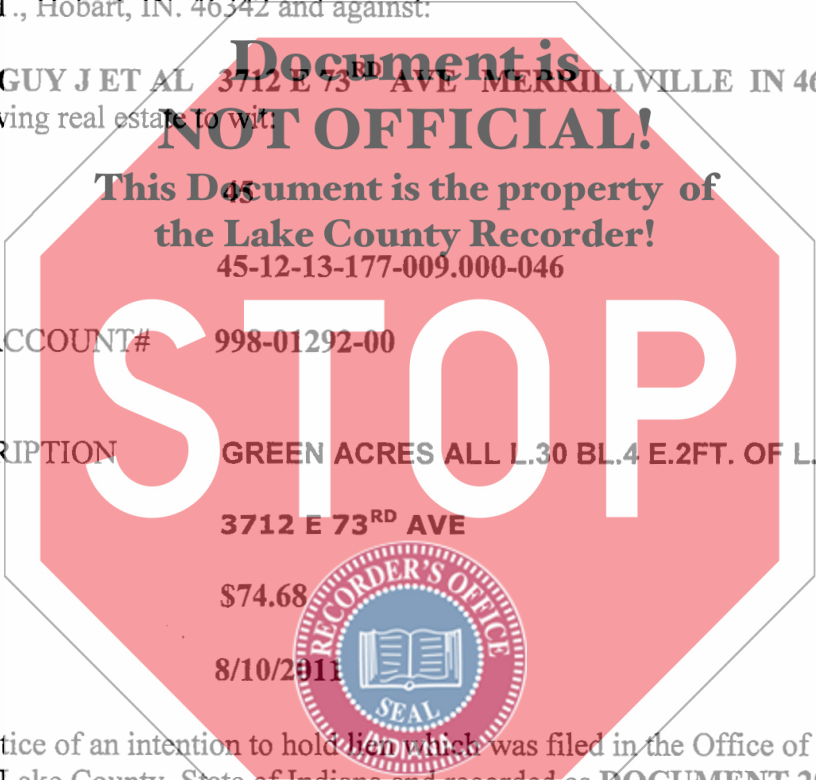 T., Hobart, IN. 46342 and against:
Document is
GUY J ET AL 3712 E 73RD AVE MERRILLVILLE IN 46
ving real estate to wit:
NOT OFFICIAL!
This Document is the property of
45
the Lake County Recorder!
45-12-13-177-009.000-046
ACCOUNT# 998-01292-00
STOP
RIPTION GREEN ACRES ALL L.30 BL.4 E.2FT. OF L.
3712 E 73RD AVE
$74.68
RECORDER'S OFFICE
8/10/2011
SEAL
INDIANA
tice of an intention to hold lien which was filed in the Office of
Lake County, State of Indiana and recorded as DOCUMENT 20